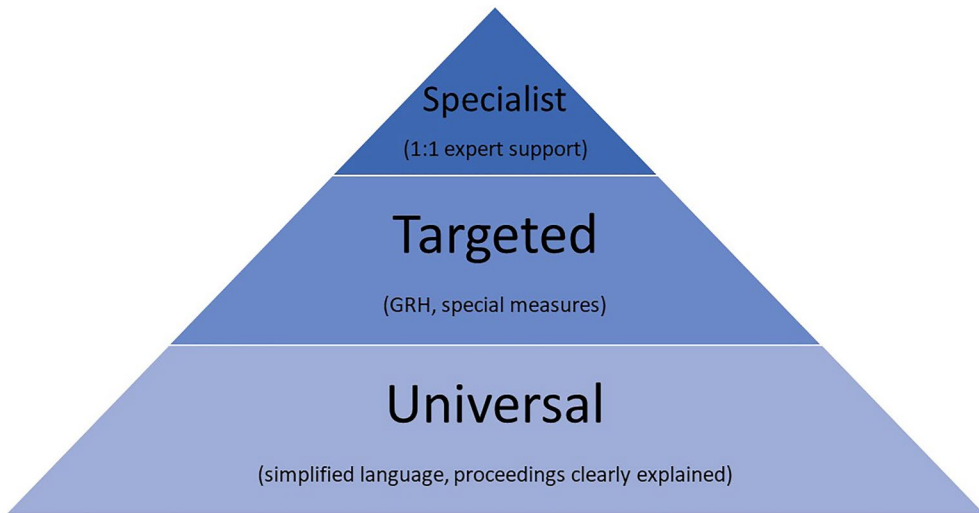 Specialist
(1:1 expert support)
Targeted
(GRH, special measures)
Universal
(simplified language, proceedings clearly explained)